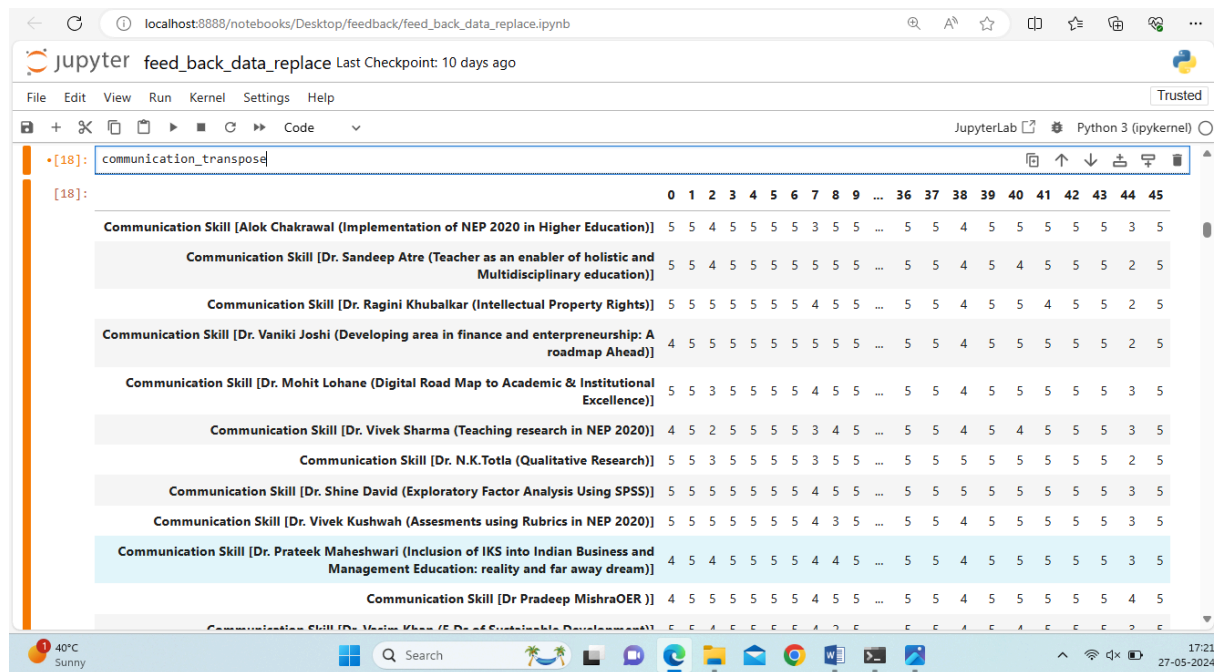 localhost:8888/notebooks/Desktop/feedback/feed_back_data_replace.ipynb
jupyter feed_back_data_replace Last Checkpoint: 10 days ago
File Edit View Run Kernel Settings Help Trusted
Code JupyterLab Python 3 (ipykernel)
•[18]: communication_transpose
[18]: 0 1 2 3 4 5 6 7 8 9 ... 36 37 38 39 40 41 42 43 44 45
Communication Skill [Alok Chakrawal (Implementation of NEP 2020 in Higher Education)] 5 5 4 5 5 5 5 3 5 5 ... 5 5 4 5 5 5 5 5 3 5
Communication Skill [Dr. Sandeep Atre (Teacher as an enabler of holistic and
Multidisciplinary education)] 5 5 4 5 5 5 5 5 5 5 ... 5 5 4 5 4 5 5 5 2 5
Communication Skill [Dr. Ragini Khubalkar (Intellectual Property Rights)] 5 5 5 5 5 5 5 4 5 5 ... 5 5 4 5 5 4 5 5 2 5
Communication Skill [Dr. Vaniki Joshi (Developing area in finance and enterpreneurship: A
roadmap Ahead)] 4 5 5 5 5 5 5 5 5 5 ... 5 5 4 5 5 5 5 5 2 5
Communication Skill [Dr. Mohit Lohane (Digital Road Map to Academic & Institutional
Excellence)] 5 5 3 5 5 5 5 4 5 5 ... 5 5 4 5 5 5 5 5 3 5
Communication Skill [Dr. Vivek Sharma (Teaching research in NEP 2020)] 4 5 2 5 5 5 5 3 4 5 ... 5 5 4 5 4 5 5 5 3 5
Communication Skill [Dr. N.K.Totla (Qualitative Research)] 5 5 3 5 5 5 5 3 5 5 ... 5 5 5 5 5 5 5 5 2 5
Communication Skill [Dr. Shine David (Exploratory Factor Analysis Using SPSS)] 5 5 5 5 5 5 5 4 5 5 ... 5 5 5 5 5 5 5 5 3 5
Communication Skill [Dr. Vivek Kushwah (Assesments using Rubrics in NEP 2020)] 5 5 5 5 5 5 5 4 3 5 ... 5 5 4 5 5 5 5 5 3 5
Communication Skill [Dr. Prateek Maheshwari (Inclusion of IKS into Indian Business and
Management Education: reality and far away dream)] 4 5 4 5 5 5 5 4 4 5 ... 5 5 4 5 5 5 5 5 3 5
Communication Skill [Dr Pradeep MishraOER )] 4 5 5 5 5 5 5 4 5 5 ... 5 5 4 5 5 5 5 5 4 5
Communication Skill [Dr. Vasim Khan (5 Ps of Sustainable Development)]
1 40°C
Sunny
Search
17:21
27-05-2024